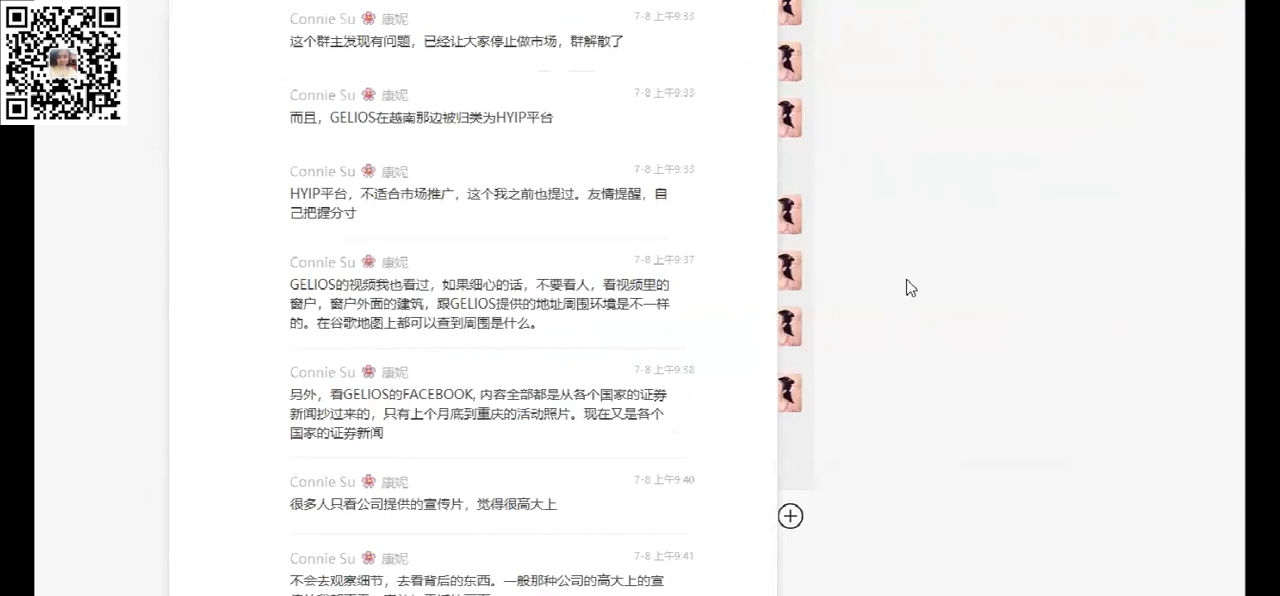 Connie Su 康妮
7-8 上午9:33
这个群主发现有问题，已经让大家停止做市场，群解散了
Connie Su 康妮
7-8 上午9:33
而且，GELIOS在越南那边被归类为HYIP平台
Connie Su 康妮
7-8 上午9:33
HYIP平台，不适合市场推广，这个我之前也提过。友情提醒，自
己把握分寸
Connie Su 康妮
7-8 上午9:37
GELIOS的视频我也看过，如果细心的话，不要看人，看视频里的
窗户，窗户外面的建筑，跟GELIOS提供的地址周围环境是不一样
的。在谷歌地图上都可以查到周围是什么。
Connie Su 康妮
7-8 上午9:38
另外，看GELIOS的FACEBOOK, 内容全部都是从各个国家的证券
新闻抄过来的，只有上个月底到重庆的活动照片。现在又是各个
国家的证券新闻
Connie Su 康妮
7-8 上午9:40
很多人只看公司提供的宣传片，觉得很高大上
Connie Su 康妮
7-8 上午9:41
不会去观察细节，去看背后的东西。一般那种公司的高大上的宣